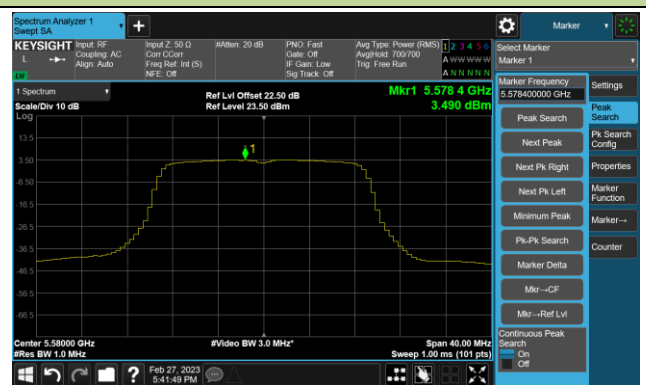 Spectrum Analyzer 1
Swept SA
+
Marker
KEYSIGHT
L
LW
Input: RF
Coupling: AC
Align: Auto
Input Z: 50 Ω
Corr CCorr
Freq Ref: Int (S)
NFE: Off
#Atten: 20 dB
PNO: Fast
Gate: Off
IF Gain: Low
Sig Track: Off
Avg Type: Power (RMS)
Avg|Hold: 700/700
Trig: Free Run
1 2 3 4 5 6
A W W W W W
A N N N N N
Select Marker
Marker 1
1 Spectrum
Scale/Div 10 dB
Log
Ref Lvl Offset 22.50 dB
Ref Level 23.50 dBm
Mkr1 5.578 4 GHz
3.490 dBm
13.5
3.50
-6.50
-16.5
-26.5
-36.5
-46.5
-56.5
-66.5
1
Center 5.58000 GHz
#Res BW 1.0 MHz
#Video BW 3.0 MHz*
Span 40.00 MHz
Sweep 1.00 ms (101 pts)
Marker Frequency
5.578400000 GHz
Peak Search
Next Peak
Next Pk Right
Next Pk Left
Minimum Peak
Pk-Pk Search
Marker Delta
Mkr→CF
Mkr→Ref Lvl
Continuous Peak
Search
On
Off
Settings
Peak
Search
Pk Search
Config
Properties
Marker
Function
Marker→
Counter
?
Feb 27, 2023
5:41:49 PM